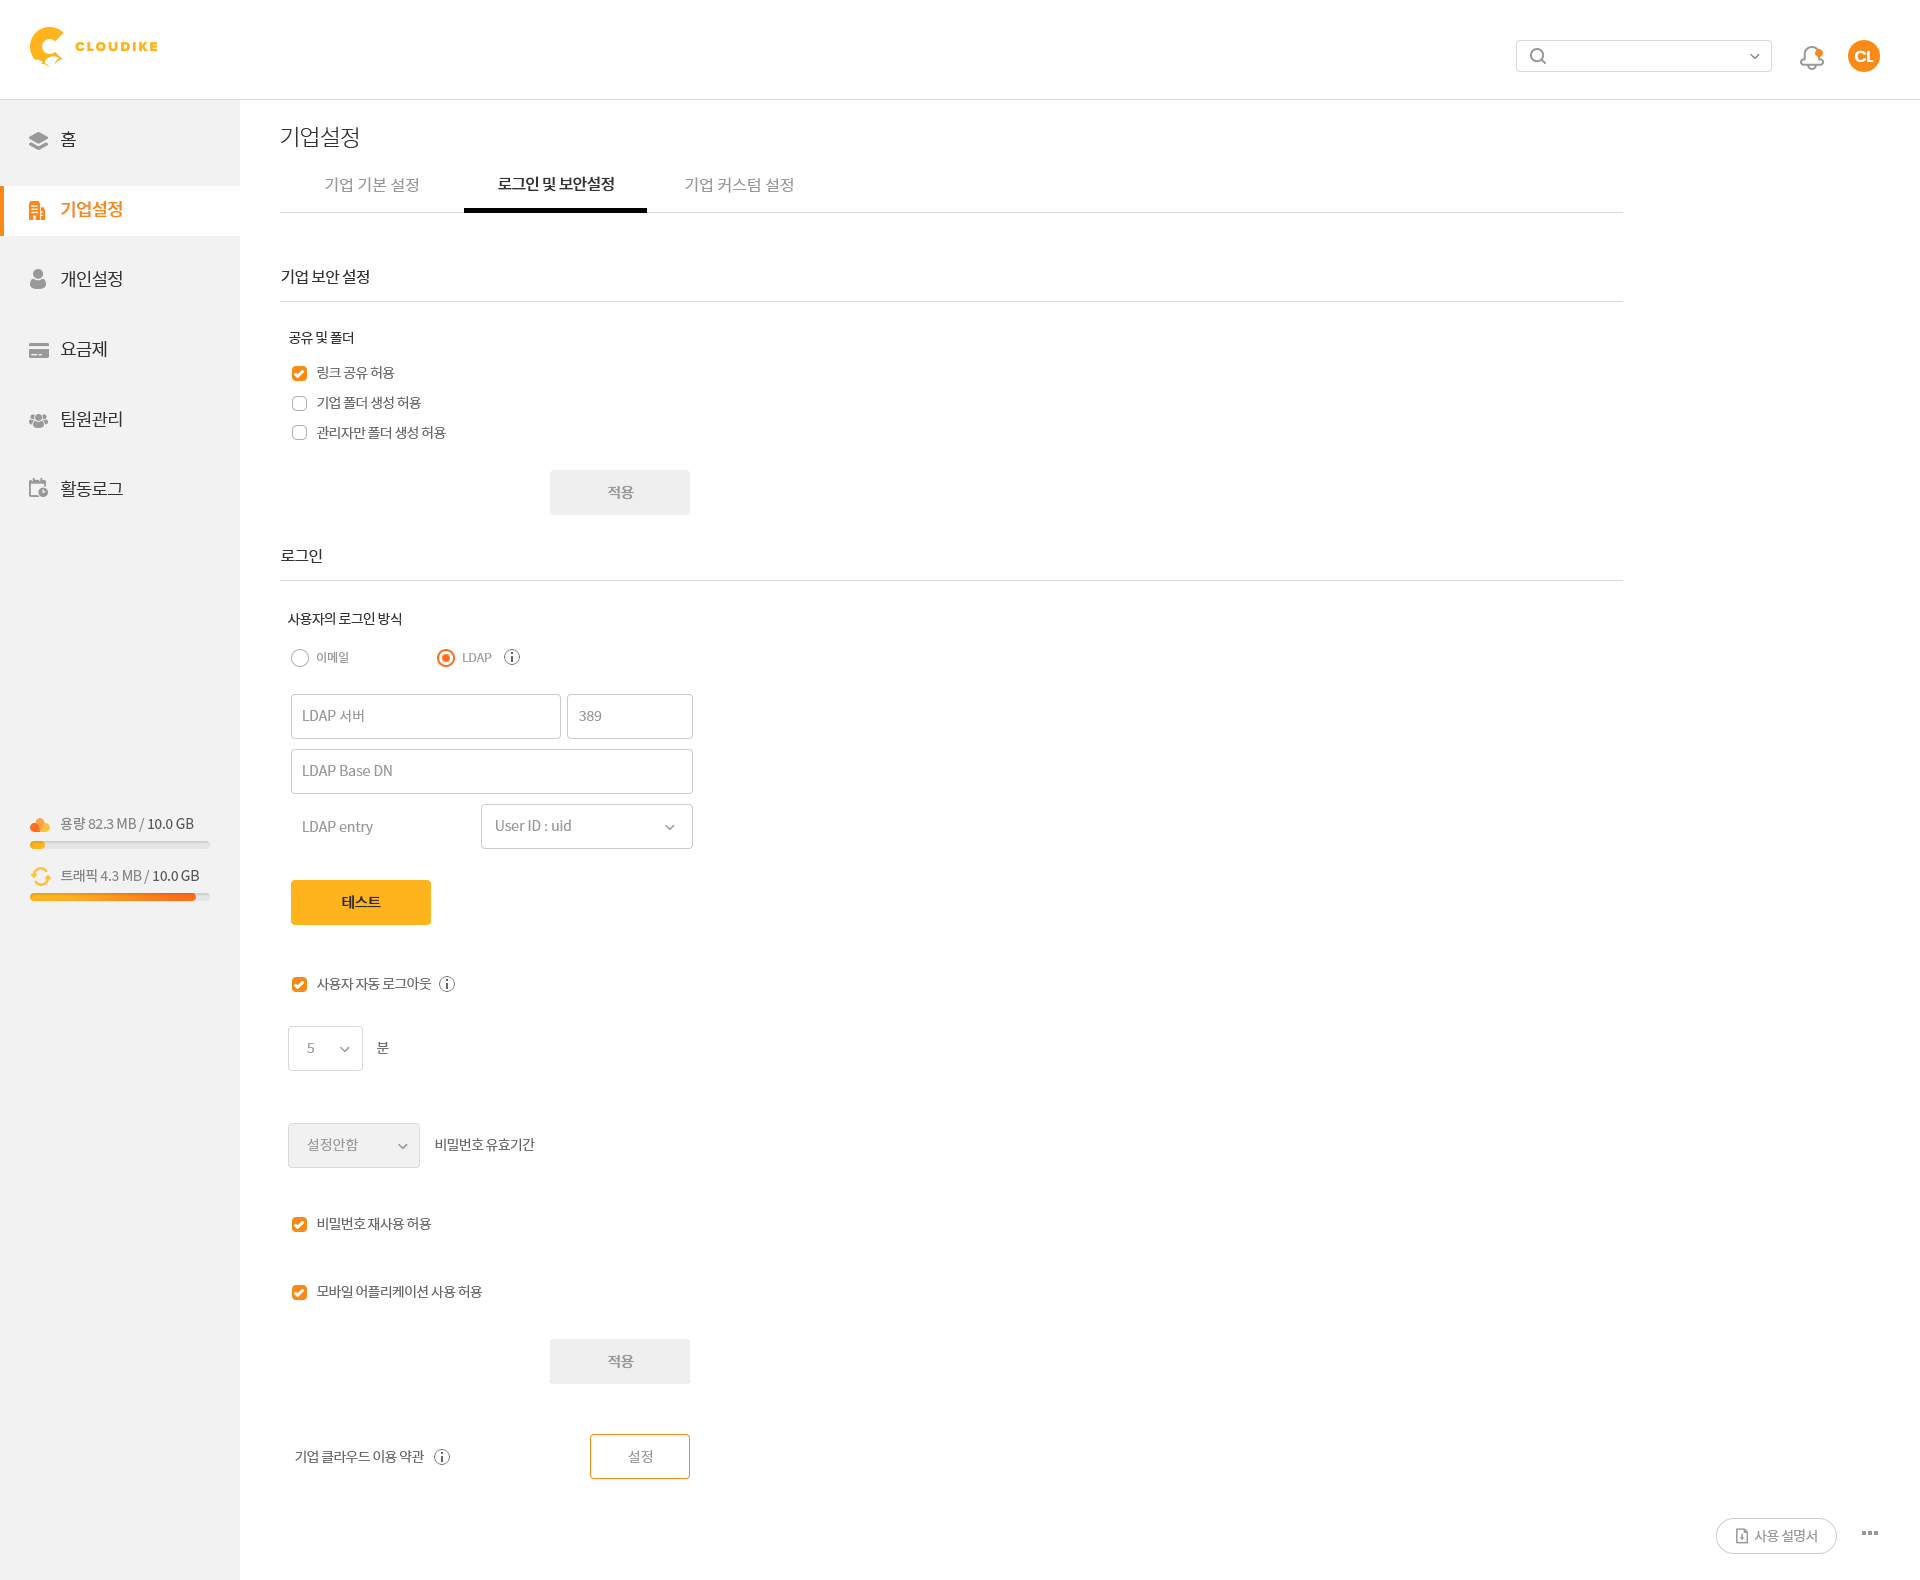 CLOUDIKE
CL
홈
기업설정
개인설정
요금제
팀원관리
활동로그
용량 82.3 MB / 10.0 GB
트래픽 4.3 MB / 10.0 GB
기업설정
기업 기본 설정
로그인 및 보안설정
기업 커스텀 설정
기업 보안 설정
공유 및 폴더
링크 공유 허용
기업 폴더 생성 허용
관리자만 폴더 생성 허용
적용
로그인
사용자의 로그인 방식
이메일
LDAP
LDAP 서버
389
LDAP Base DN
LDAP entry
User ID : uid
테스트
사용자 자동 로그아웃
5
분
설정안함
비밀번호 유효기간
비밀번호 재사용 허용
모바일 어플리케이션 사용 허용
적용
기업 클라우드 이용 약관
설정
사용 설명서